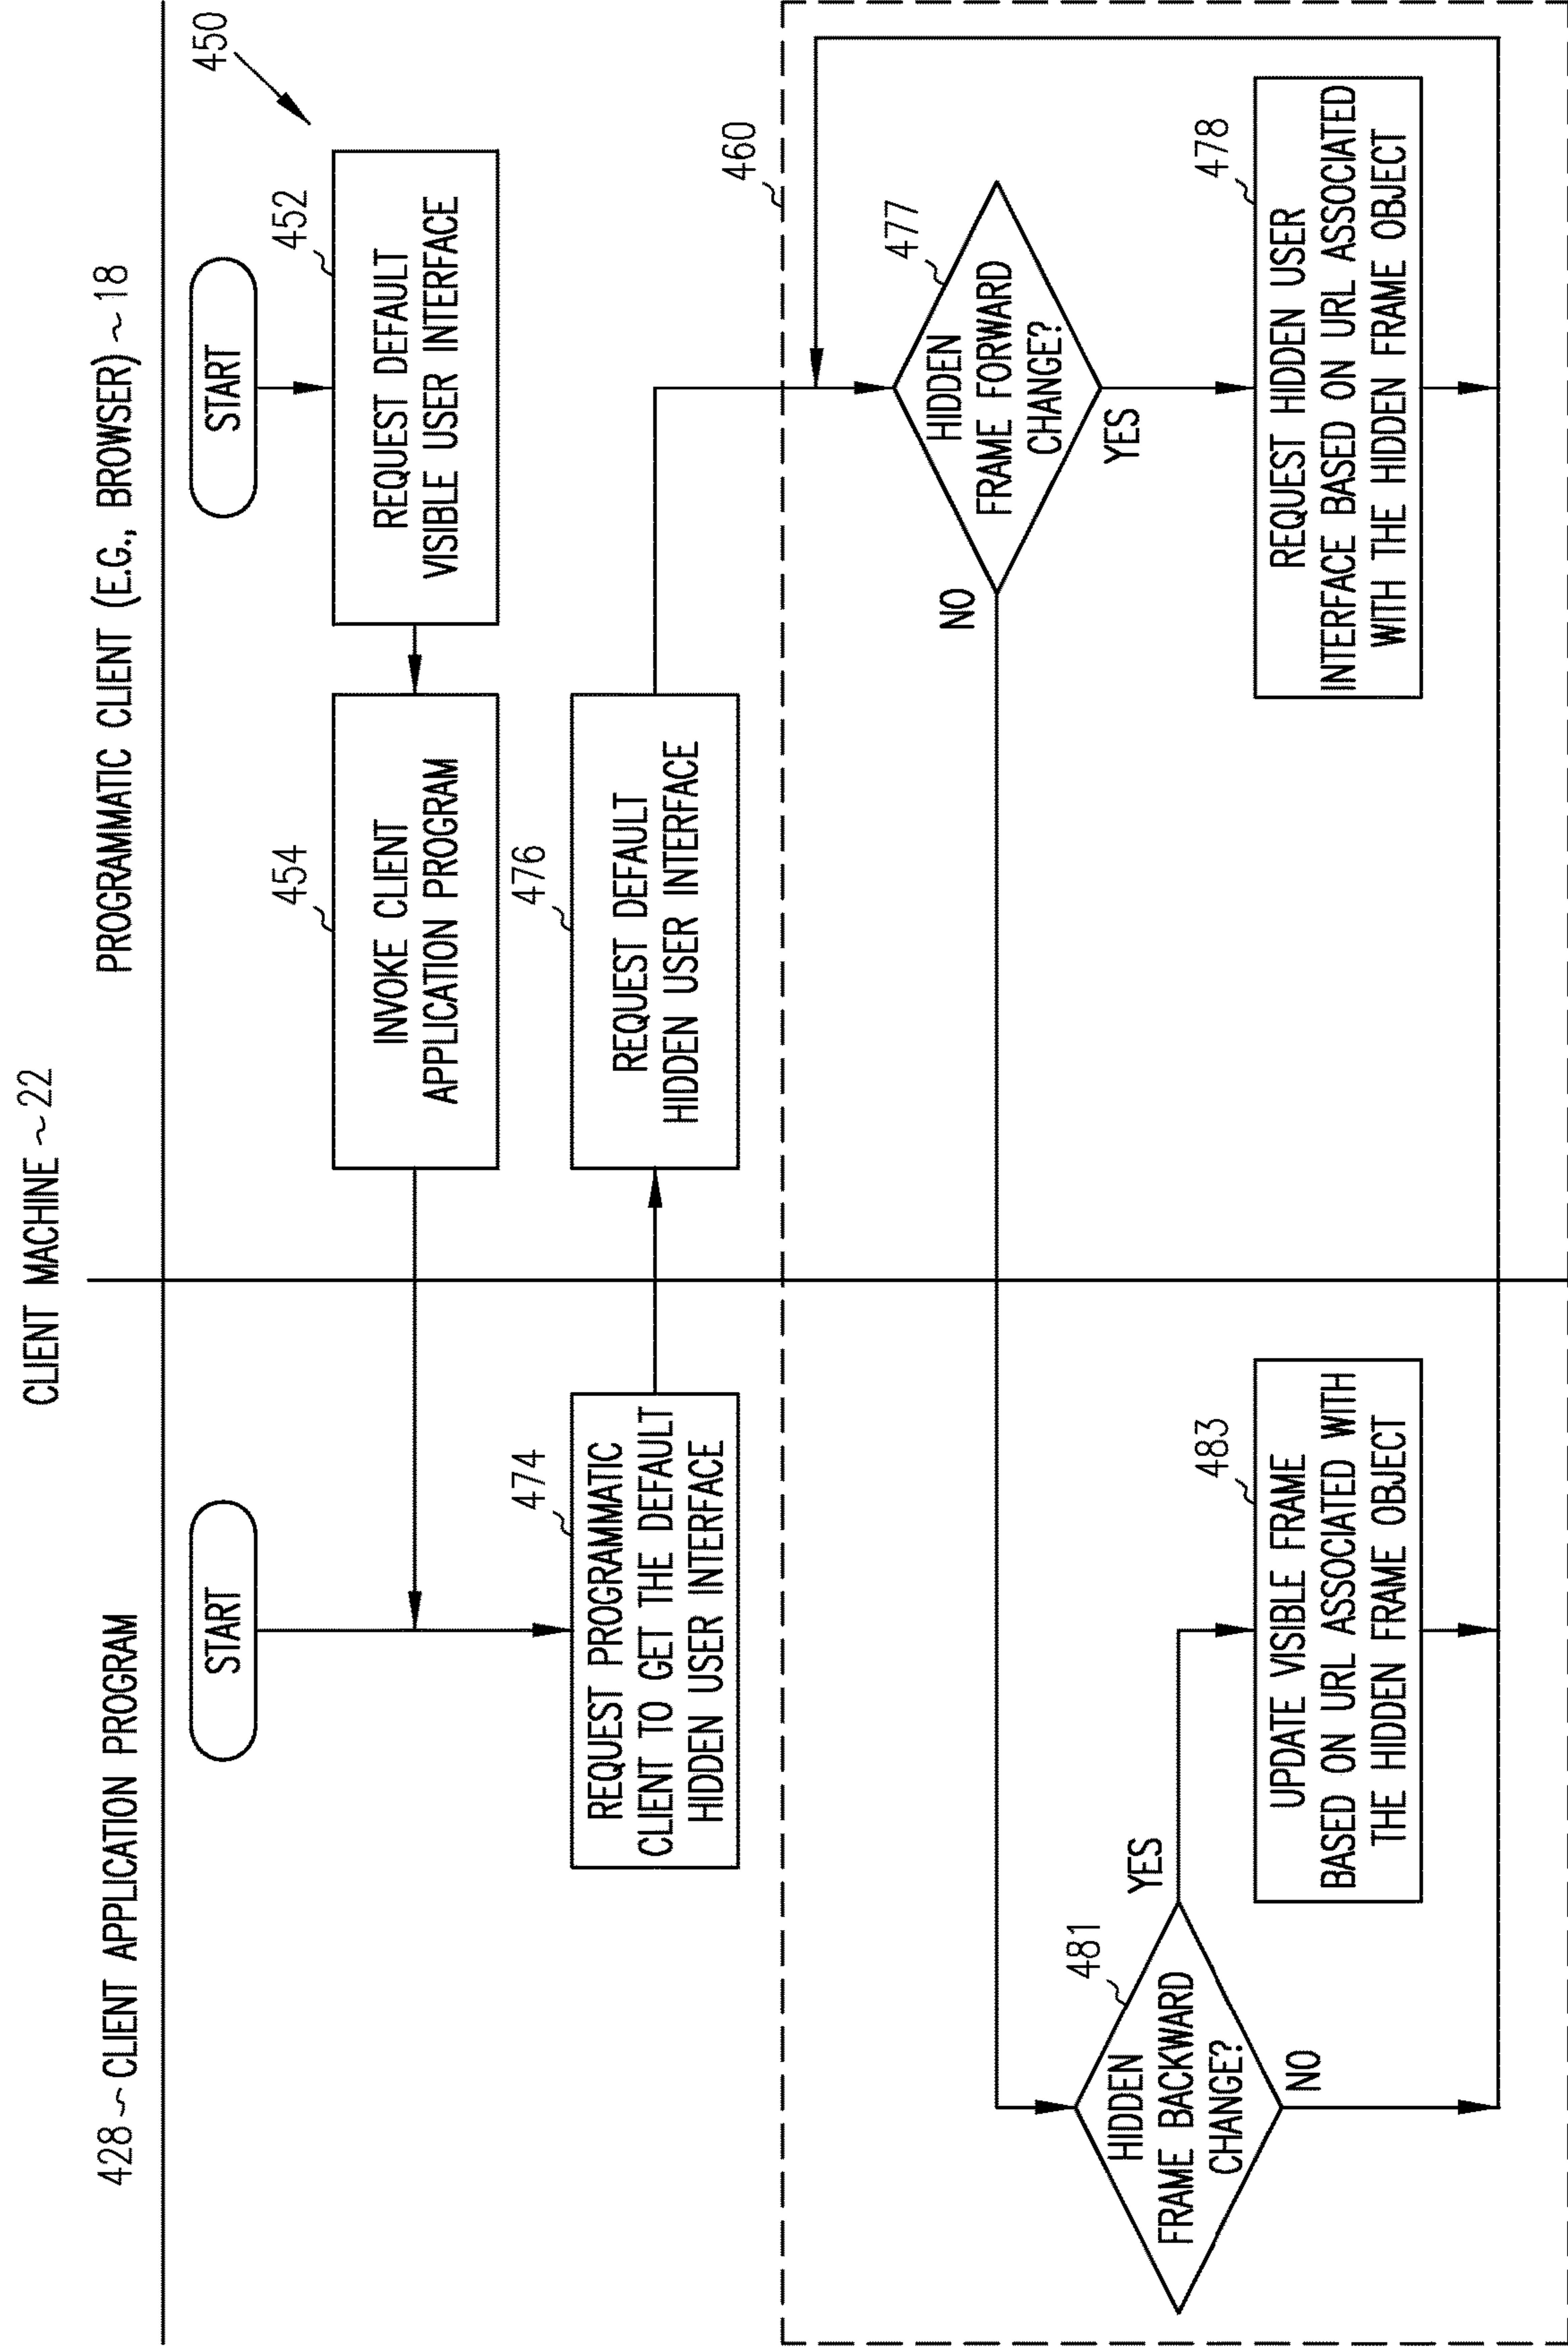 CLIENT MACHINE ~ 22
428 ~ CLIENT APPLICATION PROGRAM
PROGRAMMATIC CLIENT (E.G., BROWSER) ~ 18
450
START
START
452
REQUEST DEFAULT
VISIBLE USER INTERFACE
454
INVOKE CLIENT
APPLICATION PROGRAM
474
REQUEST PROGRAMMATIC
CLIENT TO GET THE DEFAULT
HIDDEN USER INTERFACE
476
REQUEST DEFAULT
HIDDEN USER INTERFACE
460
477
HIDDEN
FRAME FORWARD
CHANGE?
NO
YES
478
REQUEST HIDDEN USER
INTERFACE BASED ON URL ASSOCIATED
WITH THE HIDDEN FRAME OBJECT
481
HIDDEN
FRAME BACKWARD
CHANGE?
YES
NO
483
UPDATE VISIBLE FRAME
BASED ON URL ASSOCIATED WITH
THE HIDDEN FRAME OBJECT